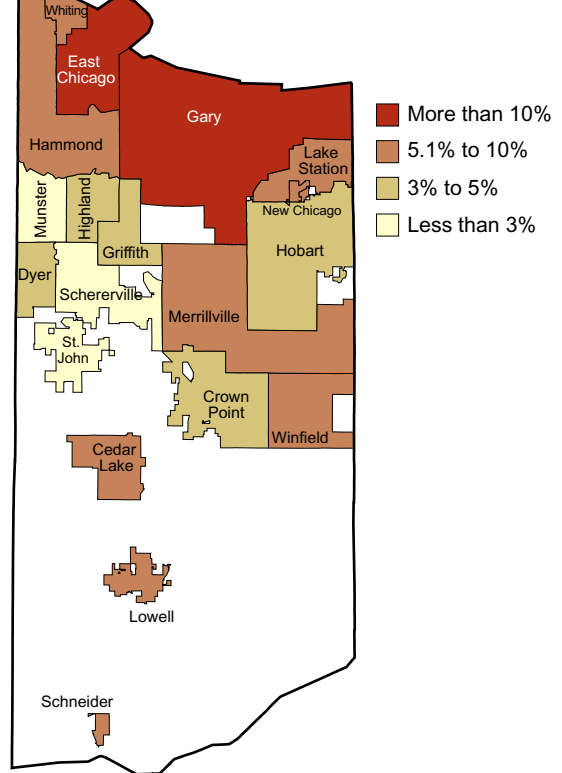 Whiting
East
Chicago
Gary
Hammond
Lake
Station
Munster
Highland
New Chicago
Griffith
Hobart
Dyer
Schererville
Merrillville
St.
John
Crown
Point
Winfield
Cedar
Lake
Lowell
Schneider
More than 10%
5.1% to 10%
3% to 5%
Less than 3%